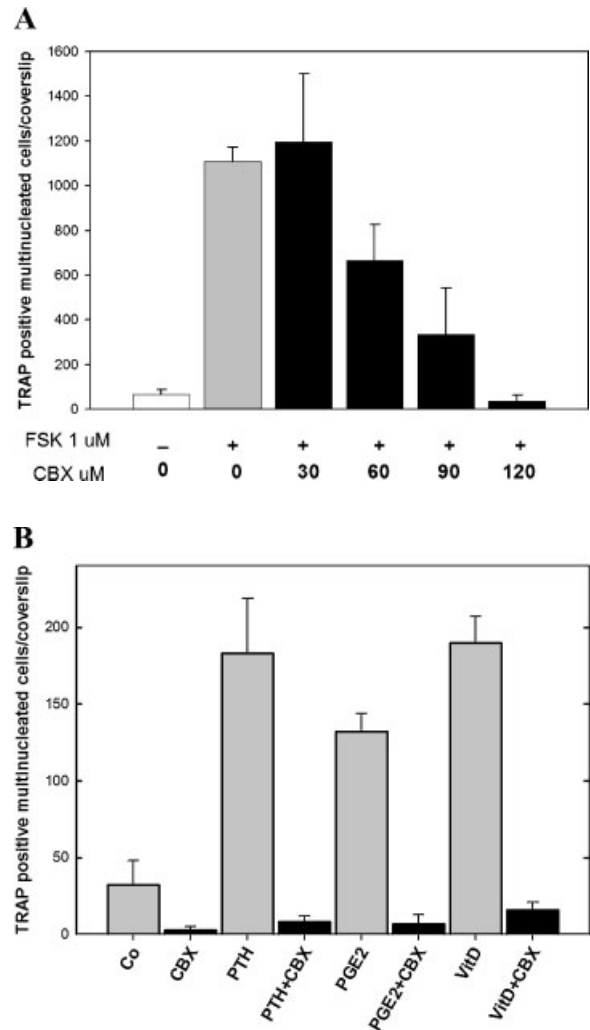 A
TRAP positive multinucleated cells/coverslip
1600
1400
1200
1000
800
600
400
200
0
FSK 1 uM – + + + + +
CBX uM 0 0 30 60 90 120
B
TRAP positive multinucleated cells/coverslip
200
150
100
50
0
Co CBX PTH PTH+CBX PGE2 PGE2+CBX VitD VitD+CBX